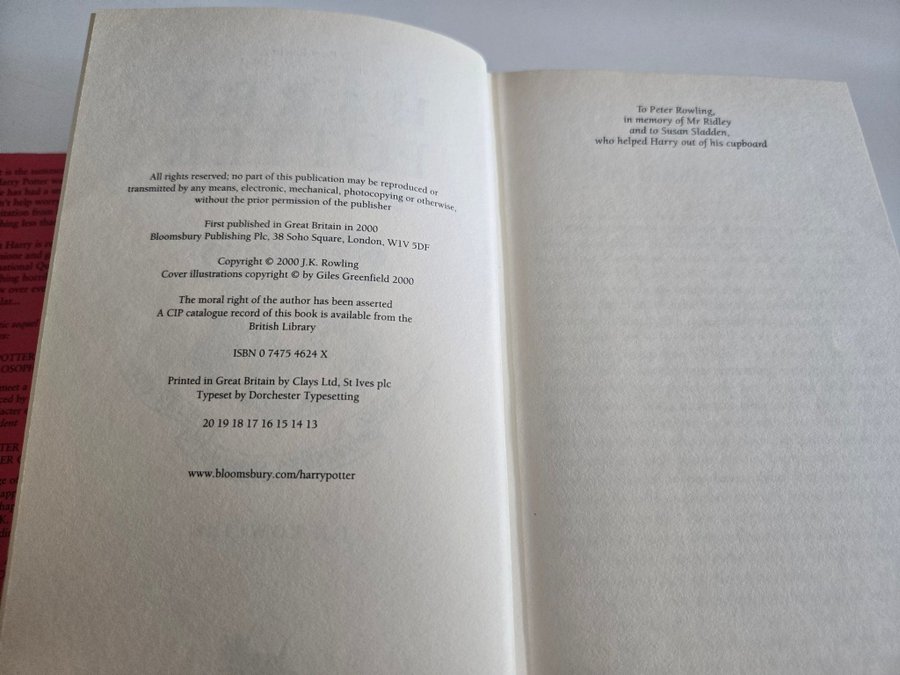 All rights reserved; no part of this publication may be reproduced or
transmitted by any means, electronic, mechanical, photocopying or otherwise,
without the prior permission of the publisher
First published in Great Britain in 2000
Bloomsbury Publishing Plc, 38 Soho Square, London, W1V 5DF
Copyright © 2000 J.K. Rowling
Cover illustrations copyright © by Giles Greenfield 2000
The moral right of the author has been asserted
A CIP catalogue record of this book is available from the
British Library
ISBN 0 7475 4624 X
Printed in Great Britain by Clays Ltd, St Ives plc
Typeset by Dorchester Typesetting
20 19 18 17 16 15 14 13
www.bloomsbury.com/harrypotter
To Peter Rowling,
in memory of Mr Ridley
and to Susan Sladden,
who helped Harry out of his cupboard